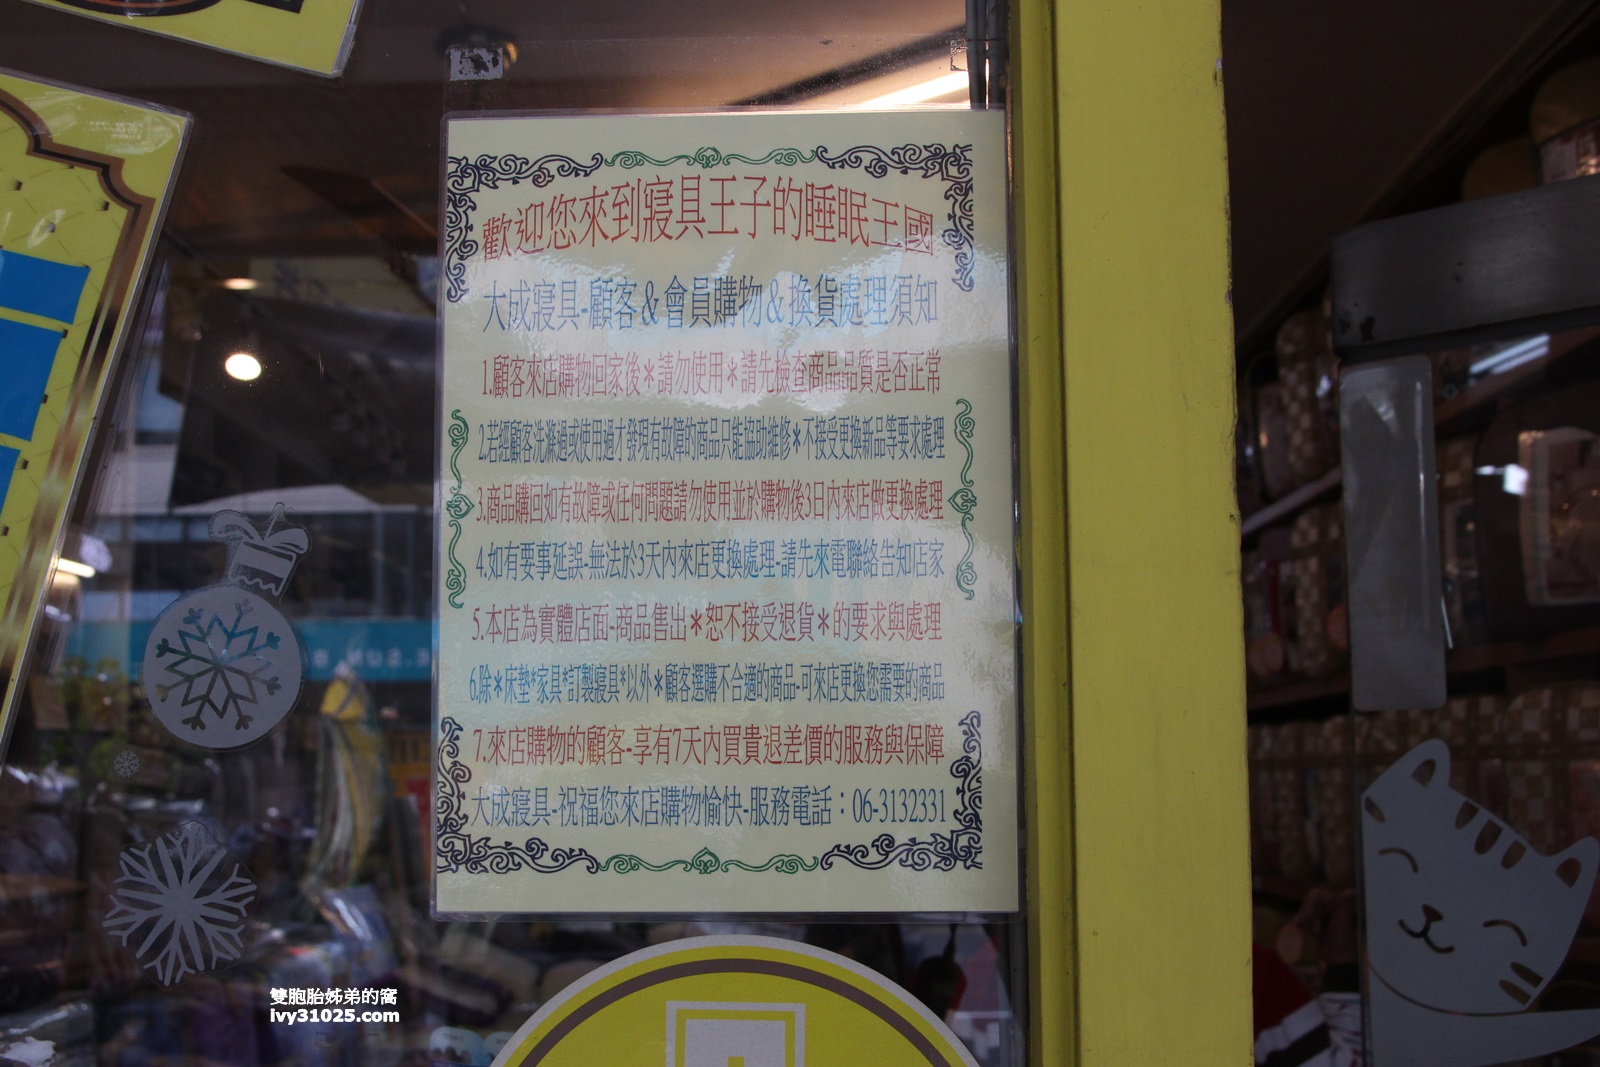 歡迎您來到寢具王子的睡眠王國
大成寢具-顧客&會員購物&換貨處理須知
1.顧客來店購物回家後*請勿使用*請先檢查商品品質是否正常
2.若經顧客洗滌過或使用過才發現有故障的商品只能協助維修*不接受更換新品等要求處理
3.商品購回如有故障或任何問題請勿使用並於購物後3日內來店做更換處理
4.如有要事延誤-無法於3天內來店更換處理-請先來電聯絡告知店家
5.本店為實體店面-商品售出*恕不接受退貨*的要求與處理
6.除*床墊*家具*訂製寢具*以外*顧客選購不合適的商品-可來店更換您需要的商品
7.來店購物的顧客-享有7天內買貴退差價的服務與保障
大成寢具-祝福您來店購物愉快-服務電話：06-3132331
雙胞胎姊弟的窩
ivy31025.com